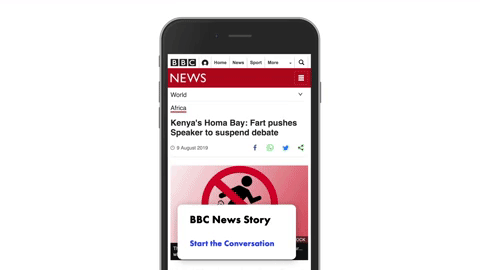 BBC Home News Sport More
NEWS
World
Africa
Kenya's Homa Bay: Fart pushes
Speaker to suspend debate
9 August 2019
BBC News Story
Start the Conversation